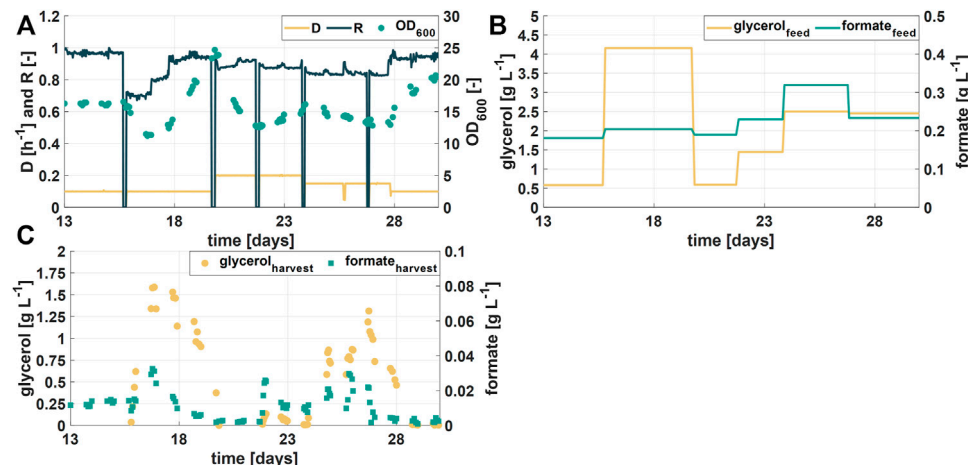 A
D R OD600
D [h-1] and R [-]
1
0.8
0.6
0.4
0.2
0
30
25
20
15
10
5
0
OD600 [-]
13 18 23 28
time [days]
B
glycerolfeed formatefeed
glycerol [g L-1]
5
4.5
4
3.5
3
2.5
2
1.5
1
0.5
0
0.5
0.4
0.3
0.2
0.1
0
formate [g L-1]
13 18 23 28
time [days]
C
glycerolharvest formateharvest
glycerol [g L-1]
2
1.75
1.5
1.25
1
0.75
0.5
0.25
0
0.1
0.08
0.06
0.04
0.02
0
formate [g L-1]
13 18 23 28
time [days]